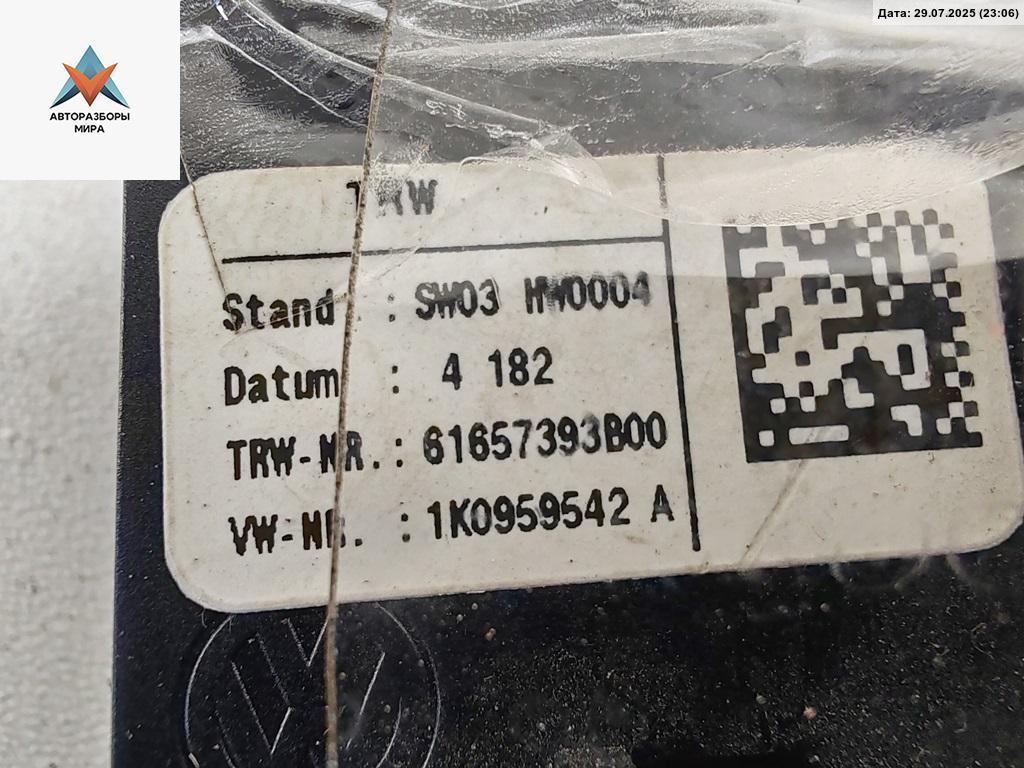 Дата: 29.07.2025 (23:06)
АВТОРАЗБОРЫ
МИРА
TRW
Stand : SW03 HW0004
Datum : 4 182
TRW-NR.: 61657393B00
VW-NR. : 1K0959542 A